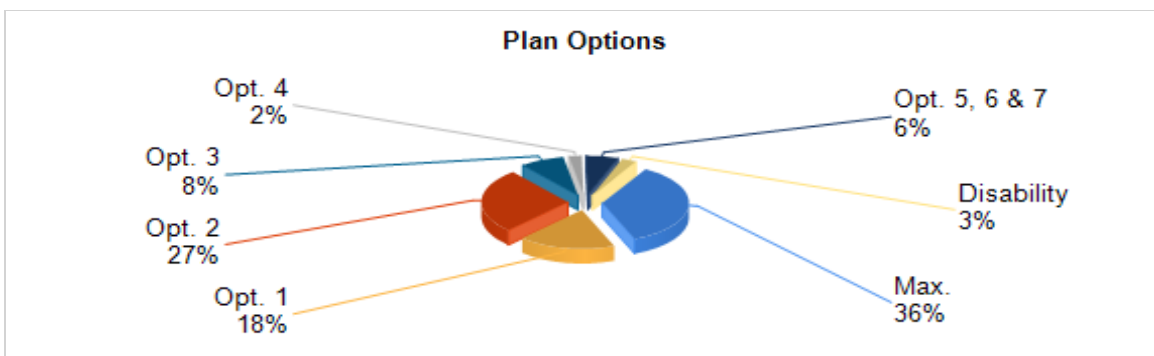 Plan Options
Opt. 4
2%
Opt. 5, 6 & 7
6%
Opt. 3
8%
Disability
3%
Opt. 2
27%
Max.
36%
Opt. 1
18%